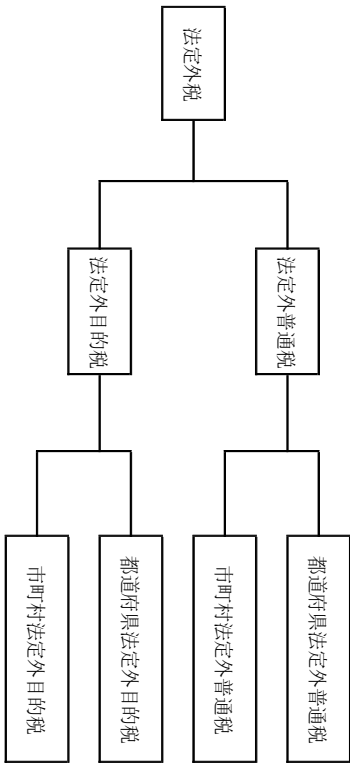 法定外税
法定外普通税
都道府県法定外普通税
市町村法定外普通税
法定外目的税
都道府県法定外目的税
市町村法定外目的税